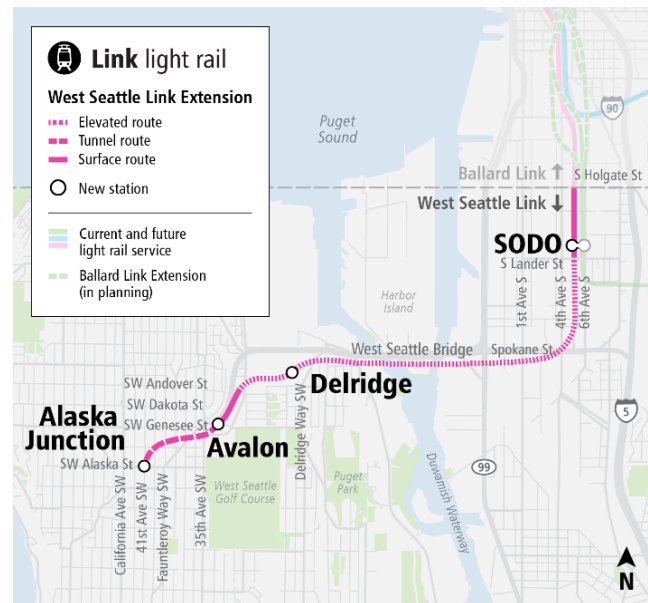 Link light rail
West Seattle Link Extension
Elevated route
Tunnel route
Surface route
New station
Current and future
light rail service
Ballard Link Extension
(in planning)
Puget
Sound
90
Ballard Link ↑
S Holgate St
West Seattle Link ↓
SODO
S Lander St
Harbor
Island
1st Ave S
4th Ave S
6th Ave S
West Seattle Bridge
Spokane St
SW Andover St
Delridge
SW Dakota St
Alaska
Junction
SW Genesee St
Avalon
Delridge Way SW
5
SW Alaska St
99
California Ave SW
41st Ave SW
Fauntleroy Way SW
35th Ave SW
West Seattle
Golf Course
Puget
Park
Duwamish Waterway
N